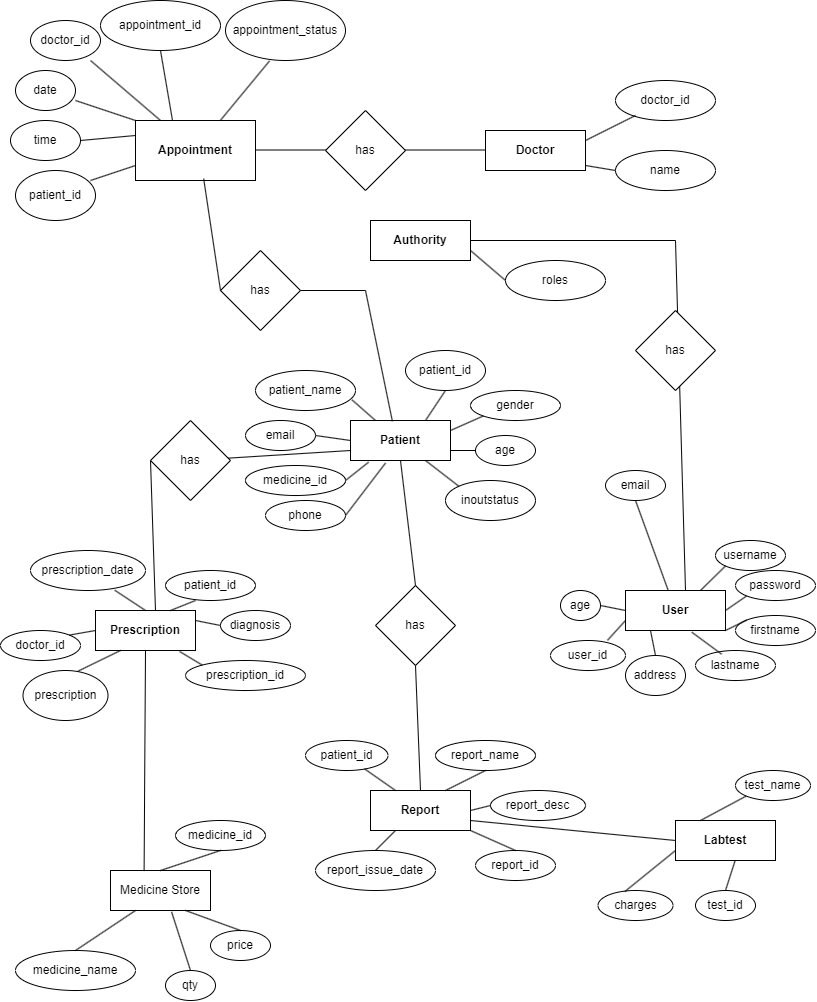 appointment_id
appointment_status
doctor_id
date
doctor_id
time
Appointment
has
Doctor
name
patient_id
Authority
roles
has
has
patient_id
patient_name
gender
email
Patient
age
has
medicine_id
inoutstatus
phone
email
username
prescription_date
patient_id
password
age
User
diagnosis
has
firstname
Prescription
doctor_id
user_id
lastname
address
prescription_id
prescription
patient_id
report_name
test_name
report_desc
Report
medicine_id
Labtest
report_issue_date
report_id
Medicine Store
charges
test_id
price
medicine_name
qty